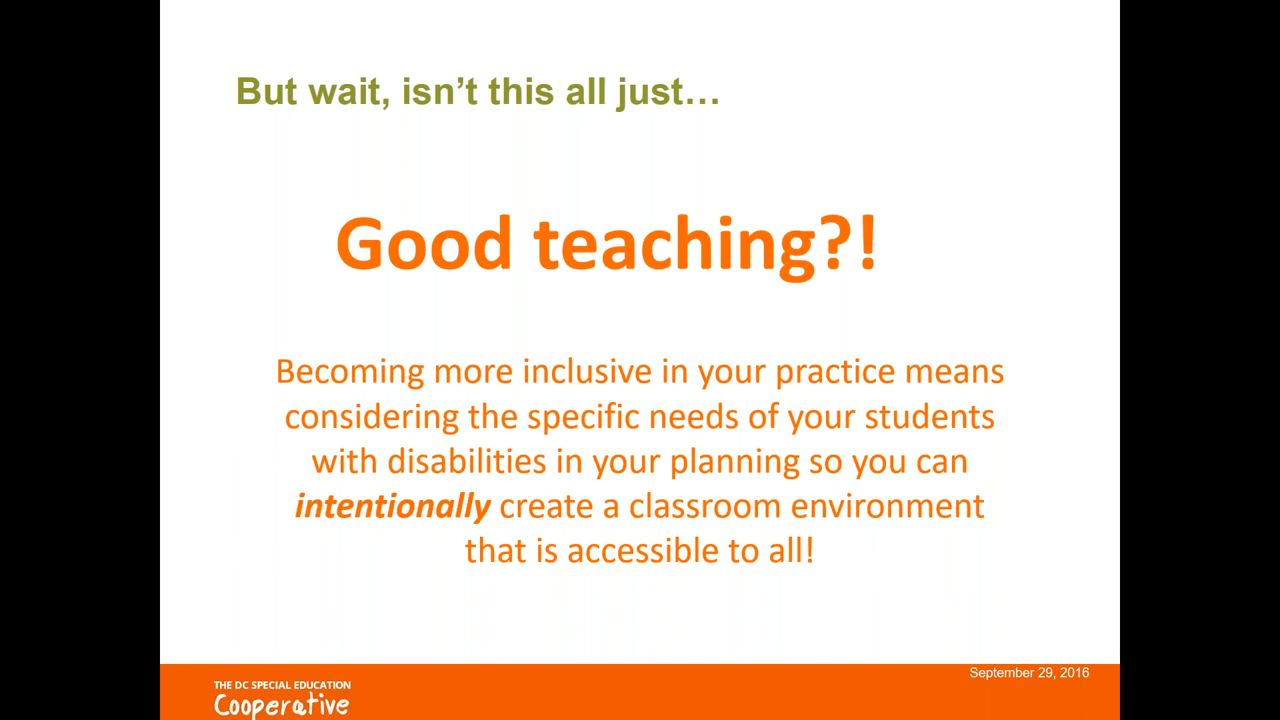 But wait, isn’t this all just…
Good teaching?!
Becoming more inclusive in your practice means
considering the specific needs of your students
with disabilities in your planning so you can
intentionally create a classroom environment
that is accessible to all!
September 29, 2016
THE DC SPECIAL EDUCATION
Cooperative